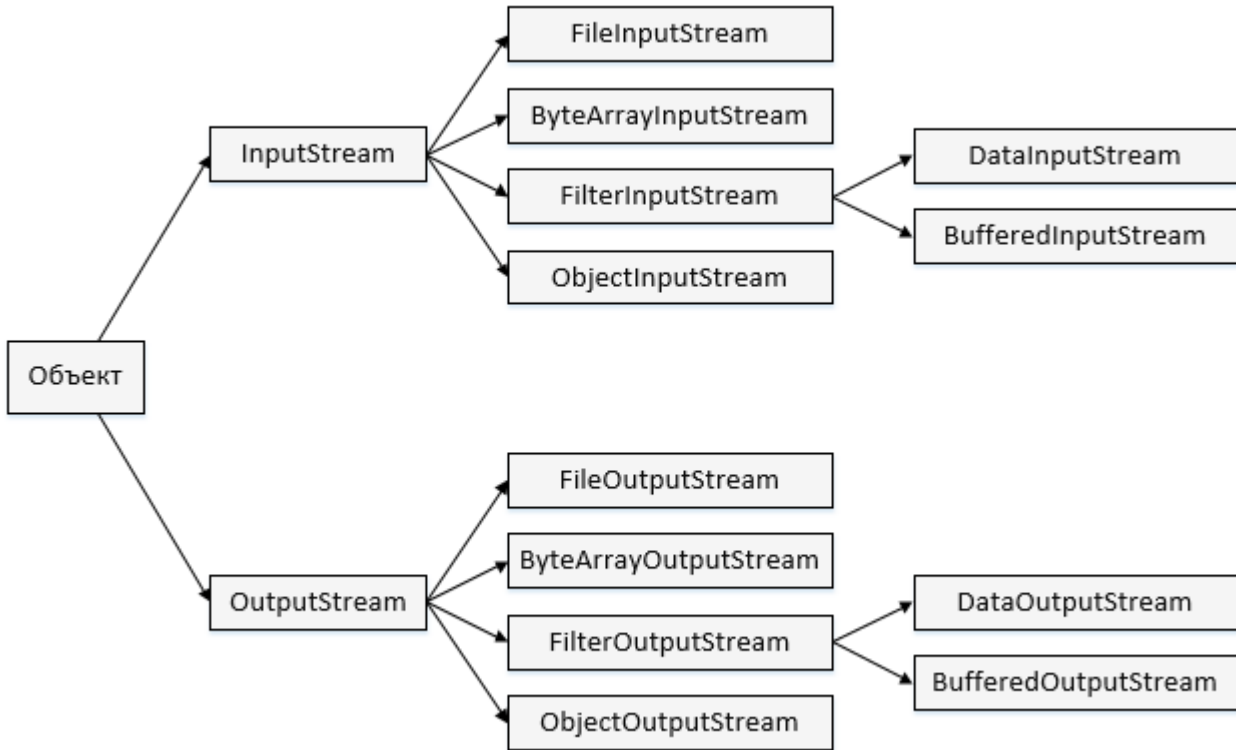 FileInputStream
ByteArrayInputStream
InputStream
DataInputStream
FilterInputStream
BufferedInputStream
ObjectInputStream
Объект
FileOutputStream
ByteArrayOutputStream
OutputStream
DataOutputStream
FilterOutputStream
BufferedOutputStream
ObjectOutputStream